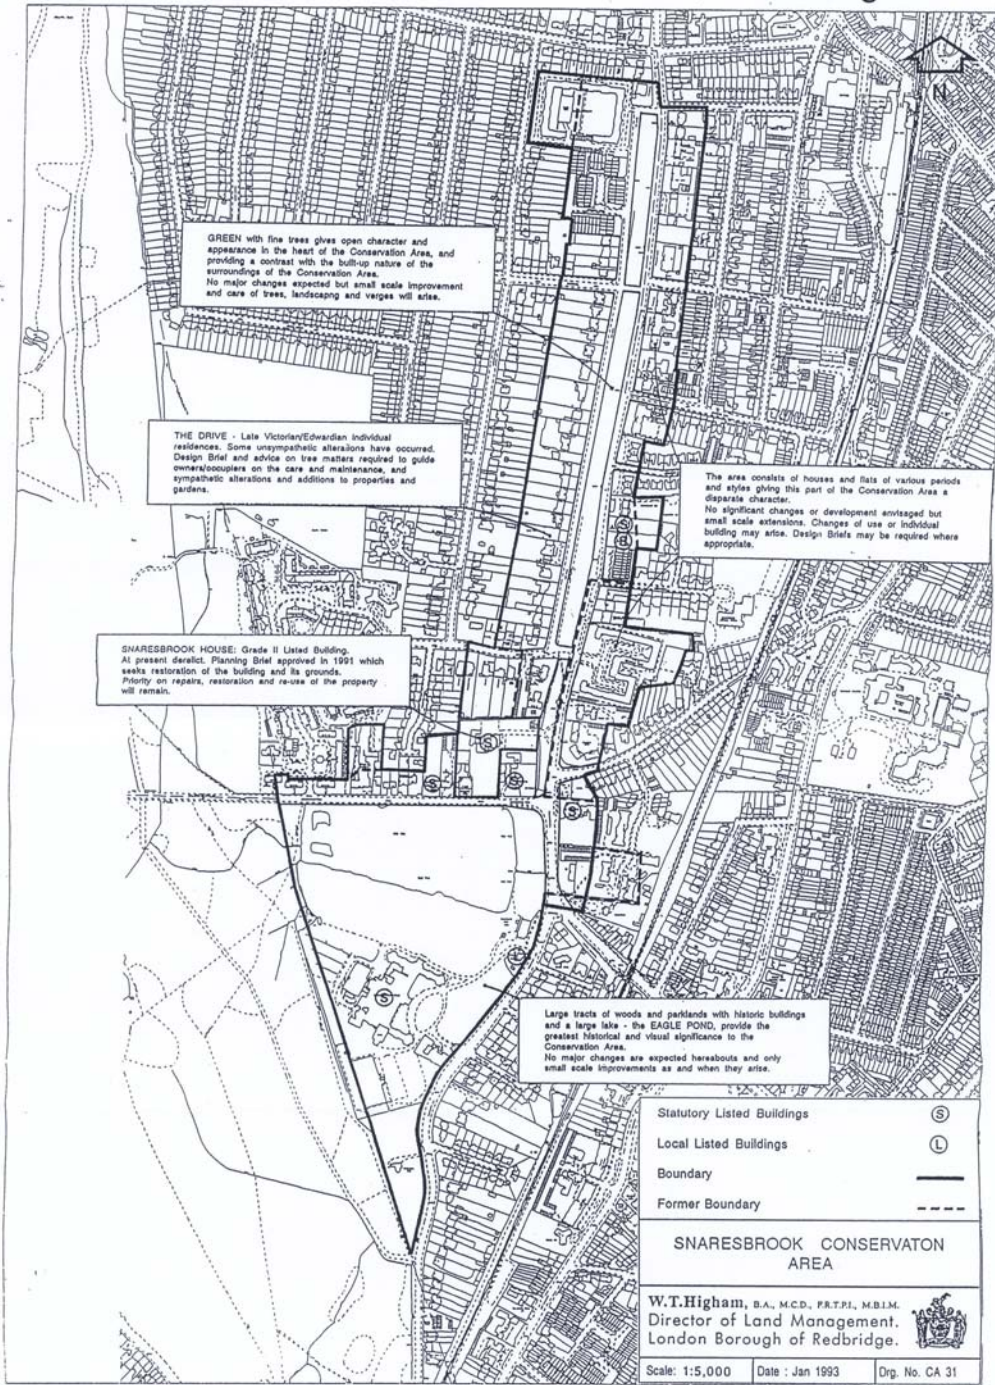 N
GREEN with fine trees gives open character and
appearance in the heart of the Conservation Area, and
providing a contrast with the built-up nature of the
surroundings of the Conservation Area.
No major changes expected but small scale improvement
and care of trees, landscapng and verges will arise.
THE DRIVE - Late Victorian/Edwardian individual
residences. Some unsympathetic alterations have occurred.
Design Brief and advice on tree matters required to guide
owners/occupiers on the care and maintenance, and
sympathetic alterations and additions to properties and
gardens.
The area consists of houses and flats of various periods
and styles giving this part of the Conservation Area a
disparate character.
No significant changes or development envisaged but
small scale extensions. Changes of use or individual
building may arise. Design Briefs may be required where
appropriate.
SNARESBROOK HOUSE: Grade II Listed Building.
At present derelict. Planning Brief approved in 1991 which
seeks restoration of the building and its grounds.
Priority on repairs, restoration and re-use of the property
will remain.
S
S
S
S
S
L
S
Large tracts of woods and parklands with historic buildings
and a large lake - the EAGLE POND, provide the
greatest historical and visual significance to the
Conservation Area.
No major changes are expected hereabouts and only
small scale improvements as and when they arise.
Statutory Listed Buildings S
Local Listed Buildings L
Boundary
Former Boundary
SNARESBROOK CONSERVATON
AREA
W.T.Higham, B.A., M.C.D., F.R.T.P.I., M.B.I.M.
Director of Land Management.
London Borough of Redbridge.
Scale: 1:5,000 Date : Jan 1993 Drg. No. CA 31